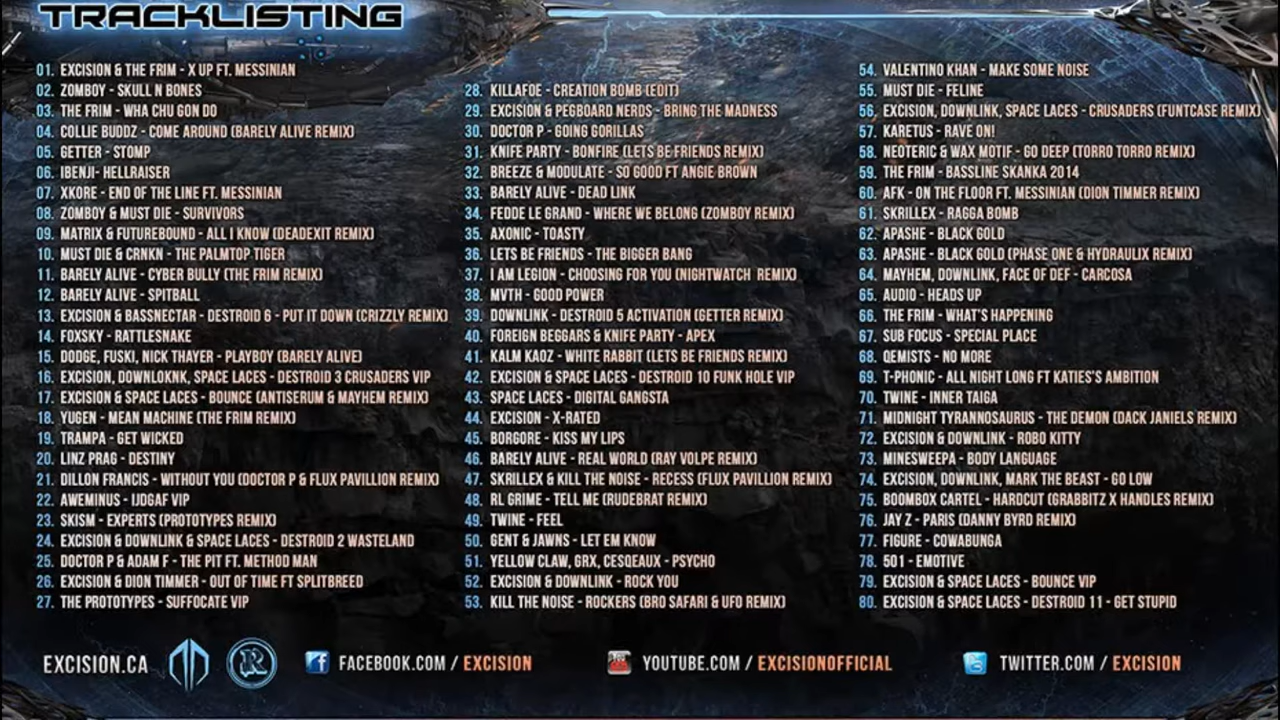 TRACKLISTING
01. EXCISION & THE FRIM - X UP FT. MESSINIAN
02. ZOMBOY - SKULL N BONES
03. THE FRIM - WHA CHU GON DO
04. COLLIE BUDDZ - COME AROUND (BARELY ALIVE REMIX)
05. GETTER - STOMP
06. IBENJI- HELLRAISER
07. XKORE - END OF THE LINE FT. MESSINIAN
08. ZOMBOY & MUST DIE - SURVIVORS
09. MATRIX & FUTUREBOUND - ALL I KNOW (DEADEXIT REMIX)
10. MUST DIE & CRNKN - THE PALMTOP TIGER
11. BARELY ALIVE - CYBER BULLY (THE FRIM REMIX)
12. BARELY ALIVE - SPITBALL
13. EXCISION & BASSNECTAR - DESTROID 6 - PUT IT DOWN (CRIZZLY REMIX)
14. FOXSKY - RATTLESNAKE
15. DODGE, FUSKI, NICK THAYER - PLAYBOY (BARELY ALIVE)
16. EXCISION, DOWNLOKNK, SPACE LACES - DESTROID 3 CRUSADERS VIP
17. EXCISION & SPACE LACES - BOUNCE (ANTISERUM & MAYHEM REMIX)
18. YUGEN - MEAN MACHINE (THE FRIM REMIX)
19. TRAMPA - GET WICKED
20. LINZ PRAG - DESTINY
21. DILLON FRANCIS - WITHOUT YOU (DOCTOR P & FLUX PAVILLION REMIX)
22. AWEMINUS - IJDGAF VIP
23. SKISM - EXPERTS (PROTOTYPES REMIX)
24. EXCISION & DOWNLINK & SPACE LACES - DESTROID 2 WASTELAND
25. DOCTOR P & ADAM F - THE PIT FT. METHOD MAN
26. EXCISION & DION TIMMER - OUT OF TIME FT SPLITBREED
27. THE PROTOTYPES - SUFFOCATE VIP
28. KILLAFOE - CREATION BOMB (EDIT)
29. EXCISION & PEGBOARD NERDS - BRING THE MADNESS
30. DOCTOR P - GOING GORILLAS
31. KNIFE PARTY - BONFIRE (LETS BE FRIENDS REMIX)
32. BREEZE & MODULATE - SO GOOD FT ANGIE BROWN
33. BARELY ALIVE - DEAD LINK
34. FEDDE LE GRAND - WHERE WE BELONG (ZOMBOY REMIX)
35. AXONIC - TOASTY
36. LETS BE FRIENDS - THE BIGGER BANG
37. I AM LEGION - CHOOSING FOR YOU (NIGHTWATCH REMIX)
38. MVTH - GOOD POWER
39. DOWNLINK - DESTROID 5 ACTIVATION (GETTER REMIX)
40. FOREIGN BEGGARS & KNIFE PARTY - APEX
41. KALM KAOZ - WHITE RABBIT (LETS BE FRIENDS REMIX)
42. EXCISION & SPACE LACES - DESTROID 10 FUNK HOLE VIP
43. SPACE LACES - DIGITAL GANGSTA
44. EXCISION - X-RATED
45. BORGORE - KISS MY LIPS
46. BARELY ALIVE - REAL WORLD (RAY VOLPE REMIX)
47. SKRILLEX & KILL THE NOISE - RECESS (FLUX PAVILLION REMIX)
48. RL GRIME - TELL ME (RUDEBRAT REMIX)
49. TWINE - FEEL
50. GENT & JAWNS - LET EM KNOW
51. YELLOW CLAW, GRX, CESQEAUX - PSYCHO
52. EXCISION & DOWNLINK - ROCK YOU
53. KILL THE NOISE - ROCKERS (BRO SAFARI & UFO REMIX)
54. VALENTINO KHAN - MAKE SOME NOISE
55. MUST DIE - FELINE
56. EXCISION, DOWNLINK, SPACE LACES - CRUSADERS (FUNTCASE REMIX)
57. KARETUS - RAVE ON!
58. NEOTERIC & WAX MOTIF - GO DEEP (TORRO TORRO REMIX)
59. THE FRIM - BASSLINE SKANKA 2014
60. AFK - ON THE FLOOR FT. MESSINIAN (DION TIMMER REMIX)
61. SKRILLEX - RAGGA BOMB
62. APASHE - BLACK GOLD
63. APASHE - BLACK GOLD (PHASE ONE & HYDRAULIX REMIX)
64. MAYHEM, DOWNLINK, FACE OF DEF - CARCOSA
65. AUDIO - HEADS UP
66. THE FRIM - WHAT'S HAPPENING
67. SUB FOCUS - SPECIAL PLACE
68. QEMISTS - NO MORE
69. T-PHONIC - ALL NIGHT LONG FT KATIES'S AMBITION
70. TWINE - INNER TAIGA
71. MIDNIGHT TYRANNOSAURUS - THE DEMON (DACK JANIELS REMIX)
72. EXCISION & DOWNLINK - ROBO KITTY
73. MINESWEEPA - BODY LANGUAGE
74. EXCISION, DOWNLINK, MARK THE BEAST - GO LOW
75. BOOMBOX CARTEL - HARDCUT (GRABBITZ X HANDLES REMIX)
76. JAY Z - PARIS (DANNY BYRD REMIX)
77. FIGURE - COWABUNGA
78. 501 - EMOTIVE
79. EXCISION & SPACE LACES - BOUNCE VIP
80. EXCISION & SPACE LACES - DESTROID 11 - GET STUPID
EXCISION.CA
FACEBOOK.COM / EXCISION
YOUTUBE.COM / EXCISIONOFFICIAL
TWITTER.COM / EXCISION